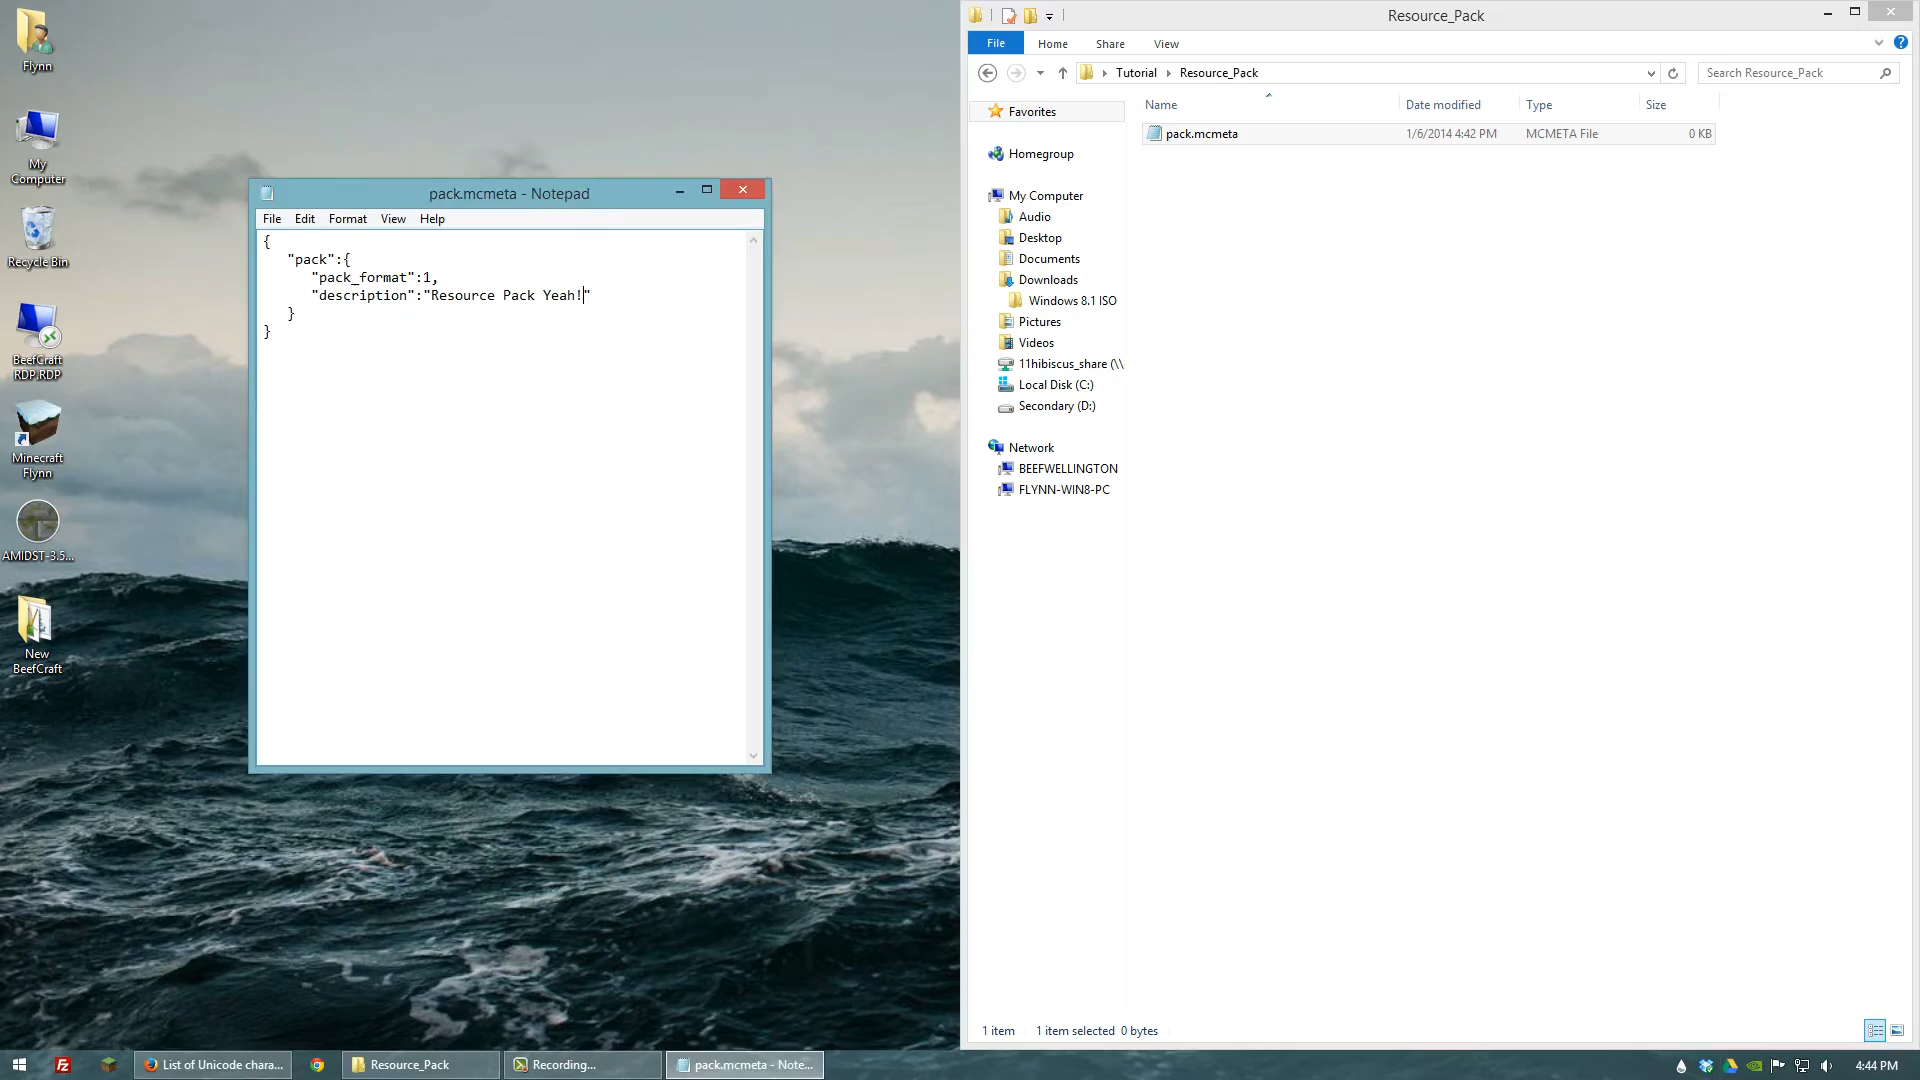 Flynn
My
Computer
Recycle Bin
BeefCraft
RDP.RDP
Minecraft
Flynn
AMIDST-3.5...
New
BeefCraft
pack.mcmeta - Notepad
File Edit Format View Help
{
"pack":{
"pack_format":1,
"description":"Resource Pack Yeah!"
}
}
Resource_Pack
File Home Share View
Tutorial Resource_Pack
Search Resource_Pack
Name Date modified Type Size
pack.mcmeta 1/6/2014 4:42 PM MCMETA File 0 KB
Favorites
Homegroup
My Computer
Audio
Desktop
Documents
Downloads
Windows 8.1 ISO
Pictures
Videos
11hibiscus_share (\\
Local Disk (C:)
Secondary (D:)
Network
BEEFWELLINGTON
FLYNN-WIN8-PC
1 item 1 item selected 0 bytes
Fz
List of Unicode chara...
Resource_Pack
Recording...
pack.mcmeta - Note...
4:44 PM